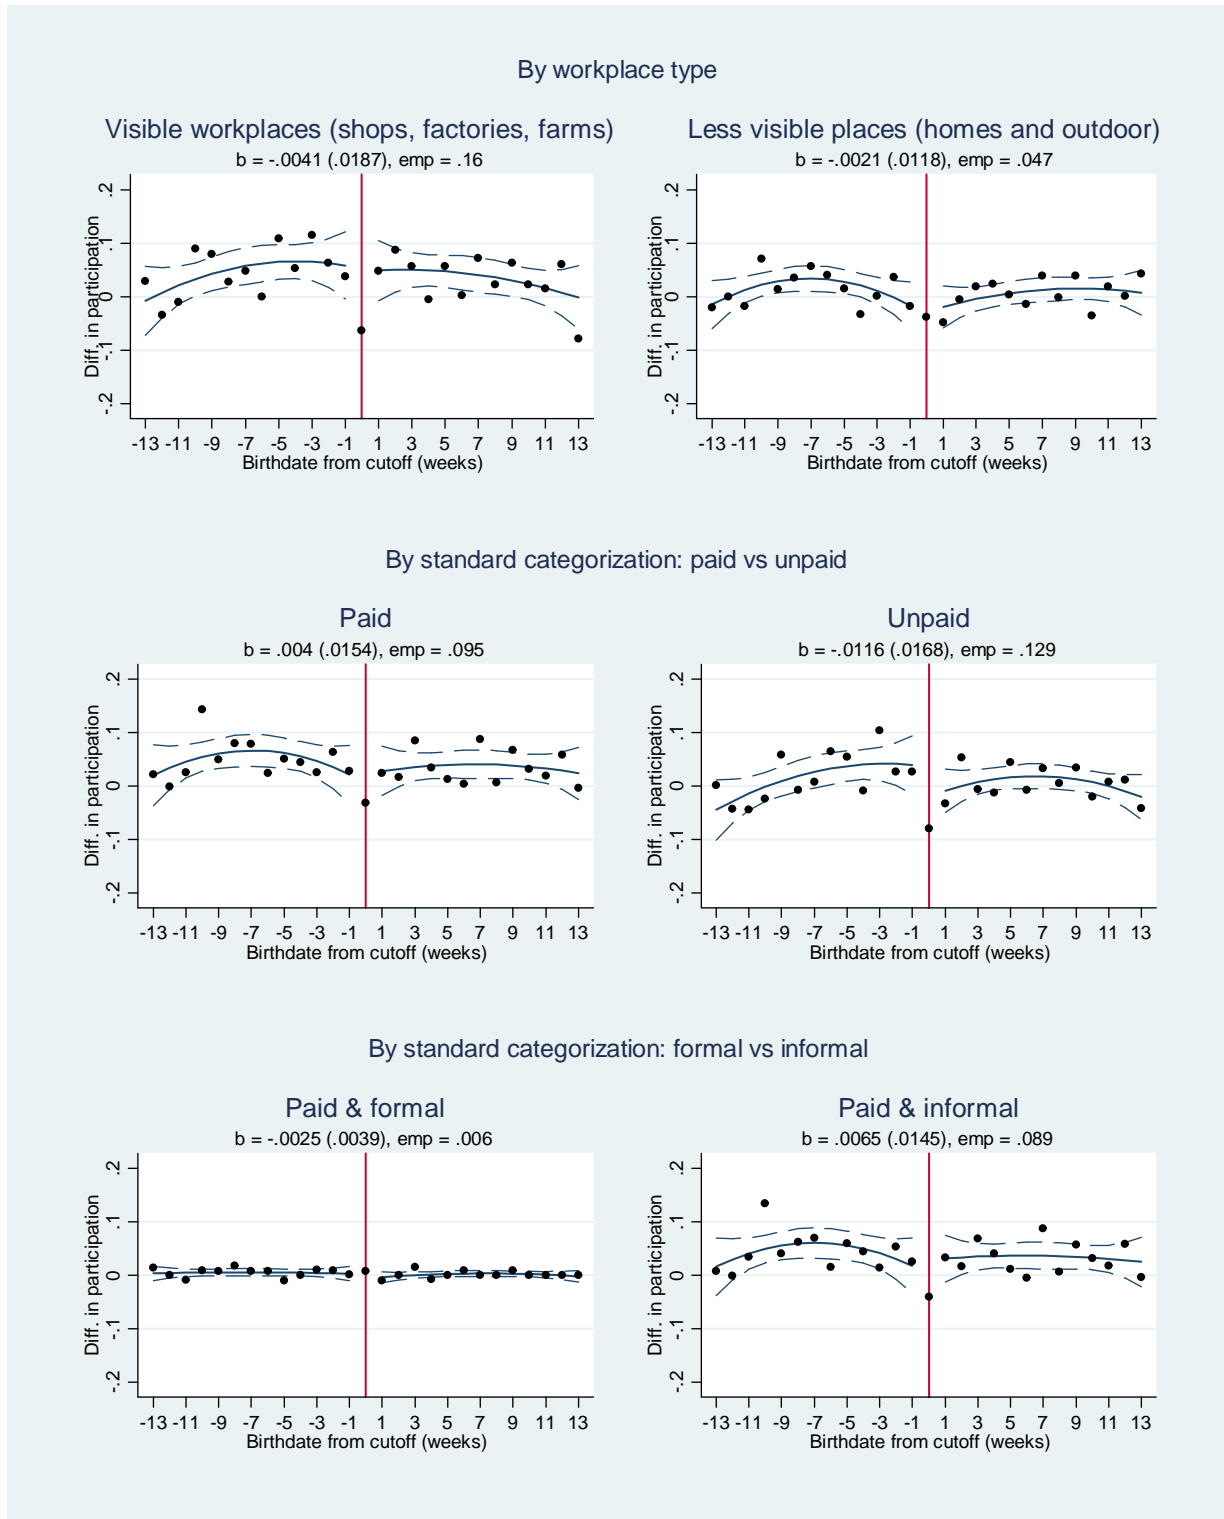 By workplace type
Visible workplaces (shops, factories, farms)
b = -.0041 (.0187), emp = .16
Diff. in participation
.2
.1
0
-.1
-.2
-13 -11 -9 -7 -5 -3 -1 1 3 5 7 9 11 13
Birthdate from cutoff (weeks)
Less visible places (homes and outdoor)
b = -.0021 (.0118), emp = .047
Diff. in participation
.2
.1
0
-.1
-.2
-13 -11 -9 -7 -5 -3 -1 1 3 5 7 9 11 13
Birthdate from cutoff (weeks)
By standard categorization: paid vs unpaid
Paid
b = .004 (.0154), emp = .095
Diff. in participation
.2
.1
0
-.1
-.2
-13 -11 -9 -7 -5 -3 -1 1 3 5 7 9 11 13
Birthdate from cutoff (weeks)
Unpaid
b = -.0116 (.0168), emp = .129
Diff. in participation
.2
.1
0
-.1
-.2
-13 -11 -9 -7 -5 -3 -1 1 3 5 7 9 11 13
Birthdate from cutoff (weeks)
By standard categorization: formal vs informal
Paid & formal
b = -.0025 (.0039), emp = .006
Diff. in participation
.2
.1
0
-.1
-.2
-13 -11 -9 -7 -5 -3 -1 1 3 5 7 9 11 13
Birthdate from cutoff (weeks)
Paid & informal
b = .0065 (.0145), emp = .089
Diff. in participation
.2
.1
0
-.1
-.2
-13 -11 -9 -7 -5 -3 -1 1 3 5 7 9 11 13
Birthdate from cutoff (weeks)